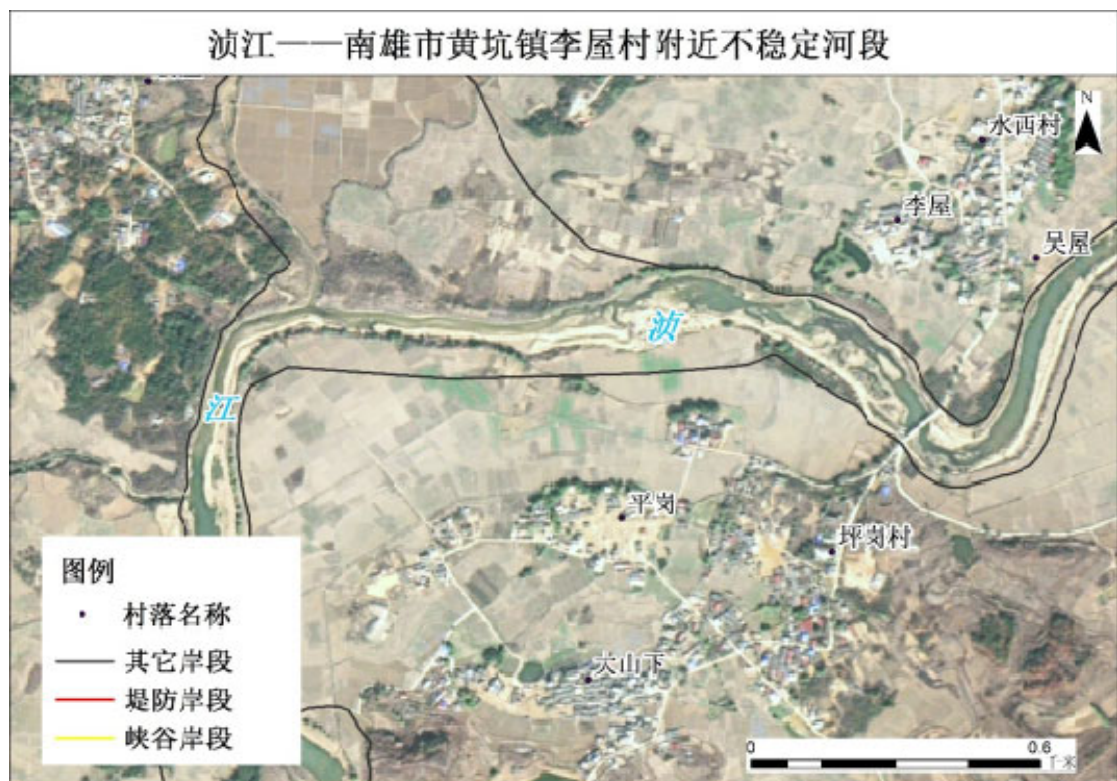 浈江——南雄市黄坑镇李屋村附近不稳定河段
N
水西村
李屋
吴屋
浈
江
平岗
坪岗村
大山下
图例
村落名称
其它岸段
堤防岸段
峡谷岸段
0 0.6
千米